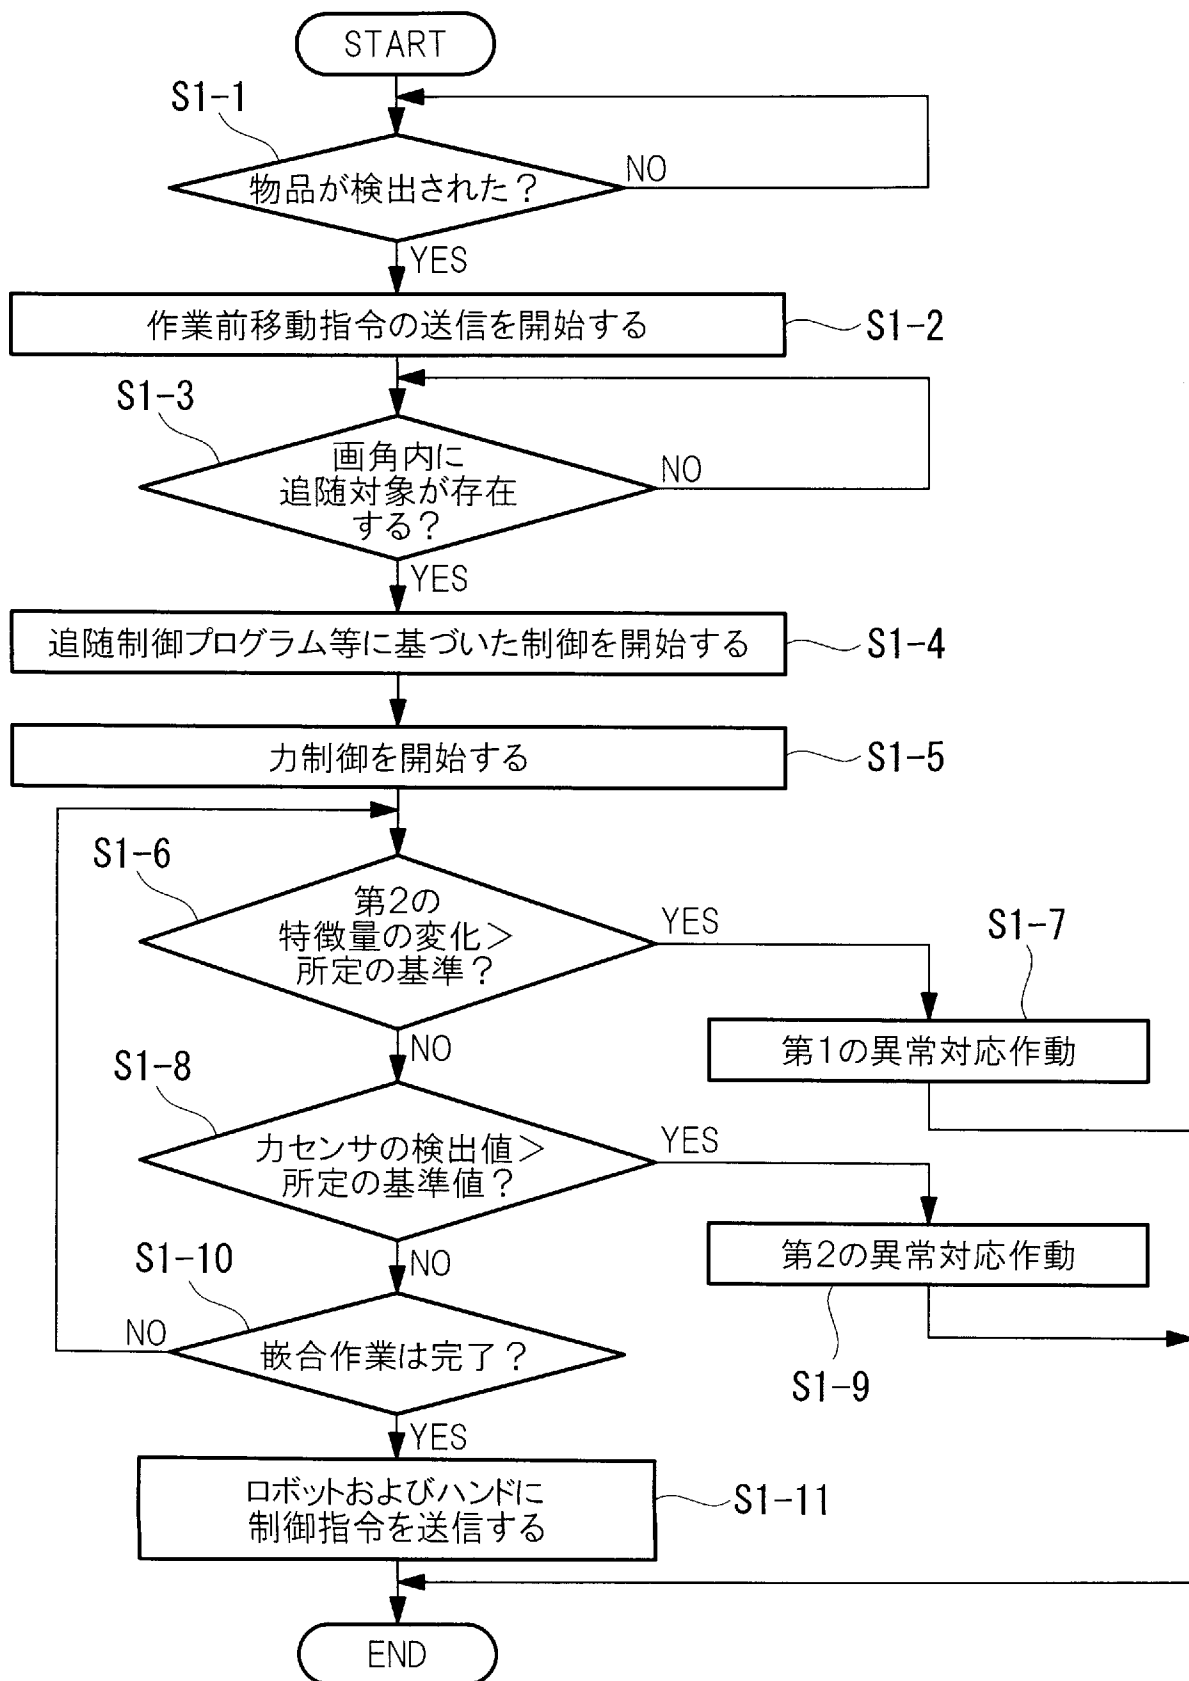 START
S1-1
物品が検出された?
NO
YES
作業前移動指令の送信を開始する
S1-2
S1-3
画角内に
追随対象が存在
する?
NO
YES
追随制御プログラム等に基づいた制御を開始する
S1-4
力制御を開始する
S1-5
S1-6
第2の
特徴量の変化>
所定の基準?
YES
S1-7
第1の異常対応作動
NO
S1-8
力センサの検出値>
所定の基準値?
YES
第2の異常対応作動
S1-9
NO
S1-10
嵌合作業は完了?
NO
YES
ロボットおよびハンドに
制御指令を送信する
S1-11
END